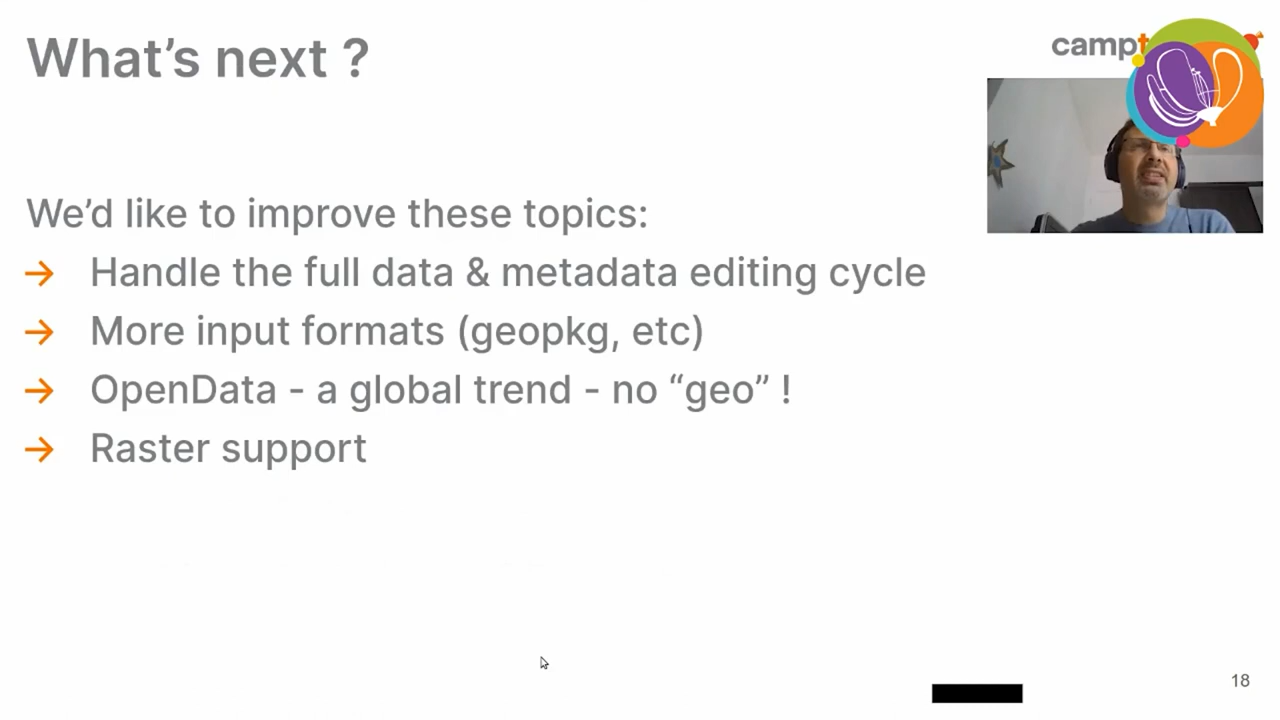 What's next ?
camp
We'd like to improve these topics:
→ Handle the full data & metadata editing cycle
→ More input formats (geopkg, etc)
→ OpenData - a global trend - no “geo” !
→ Raster support
18